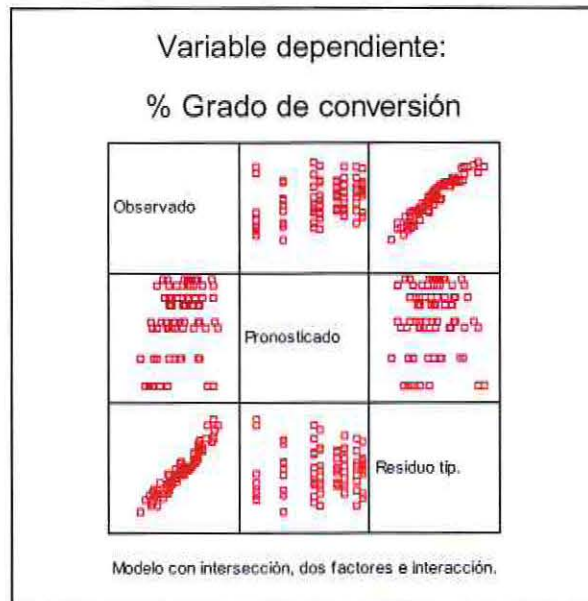 Variable dependiente:
% Grado de conversión
Observado
Pronosticado
Residuo tip.
Modelo con intersección, dos factores e interacción.